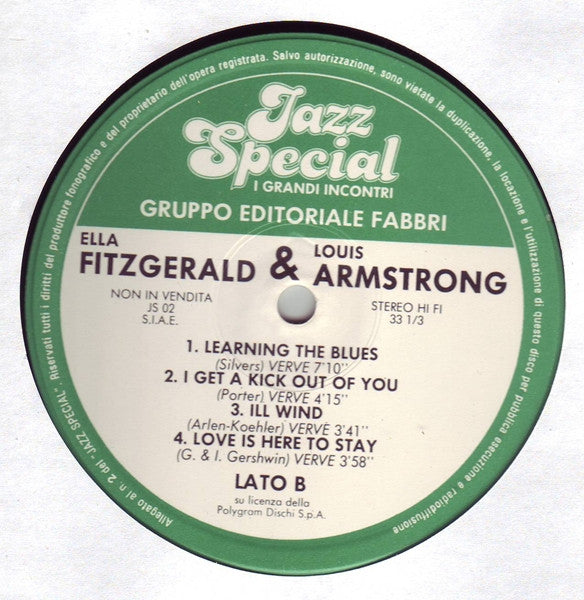 Jazz
Special
I GRANDI INCONTRI
GRUPPO EDITORIALE FABBRI
ELLA
FITZGERALD
&
LOUIS
ARMSTRONG
NON IN VENDITA
JS 02
S.I.A.E.
STEREO HI FI
33 1/3
1. LEARNING THE BLUES
(Silvers) VERVE 7'10''
2. I GET A KICK OUT OF YOU
(Porter) VERVE 4'15''
3. ILL WIND
(Arlen-Koehler) VERVE 3'41''
4. LOVE IS HERE TO STAY
(G. & I. Gershwin) VERVE 3'58''
LATO B
su licenza della
Polygram Dischi S.p.A.
Allegato al n. 2 del -"JAZZ SPECIAL". Riservati tutti i diritti del produttore fonografico e del proprietario dell'opera registrata. Salvo autorizzazione, sono vietate la duplicazione, la locazione e l'utilizzazione di questo disco per pubblica esecuzione e radiodiffusione